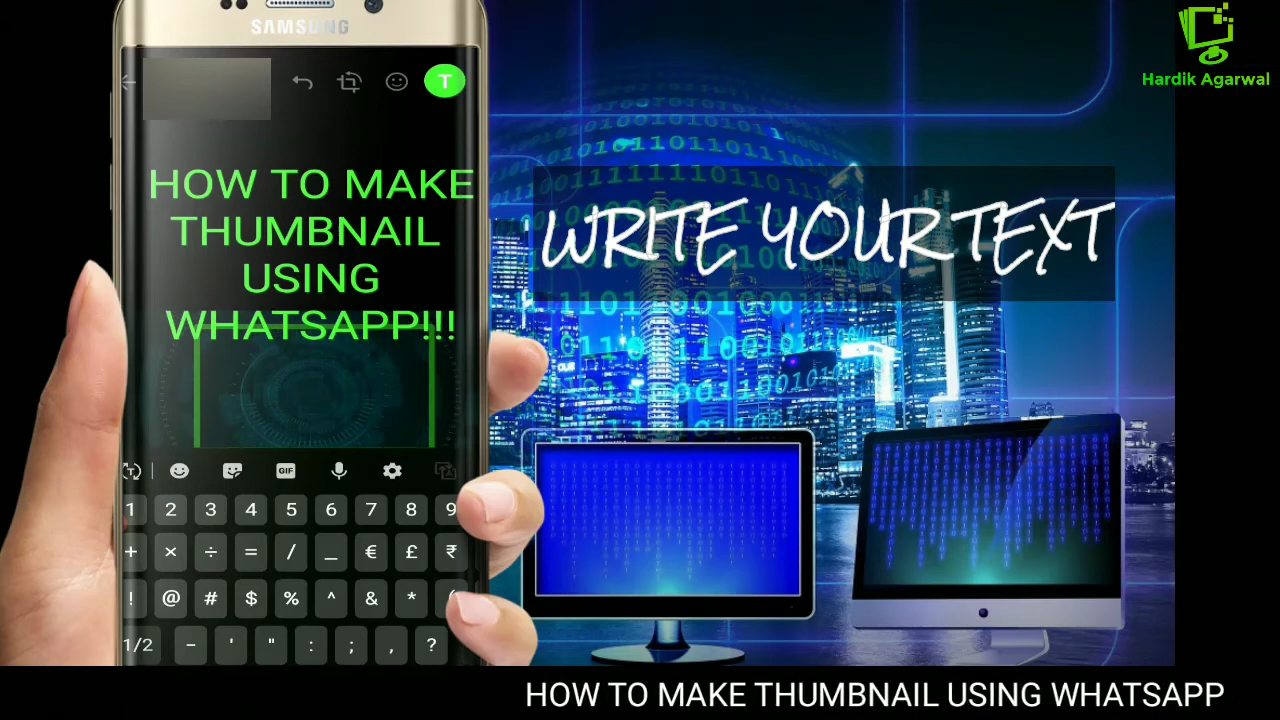 SAMSUNG
Hardik Agarwal
T
HOW TO MAKE
THUMBNAIL
USING
WHATSAPP!!!
WRITE YOUR TEXT
GIF
1 2 3 4 5 6 7 8 9
+ × ÷ = / _ € £ ₹
! @ # $ % ^ & * (
1/2 - ' " : ; , ?
HOW TO MAKE THUMBNAIL USING WHATSAPP